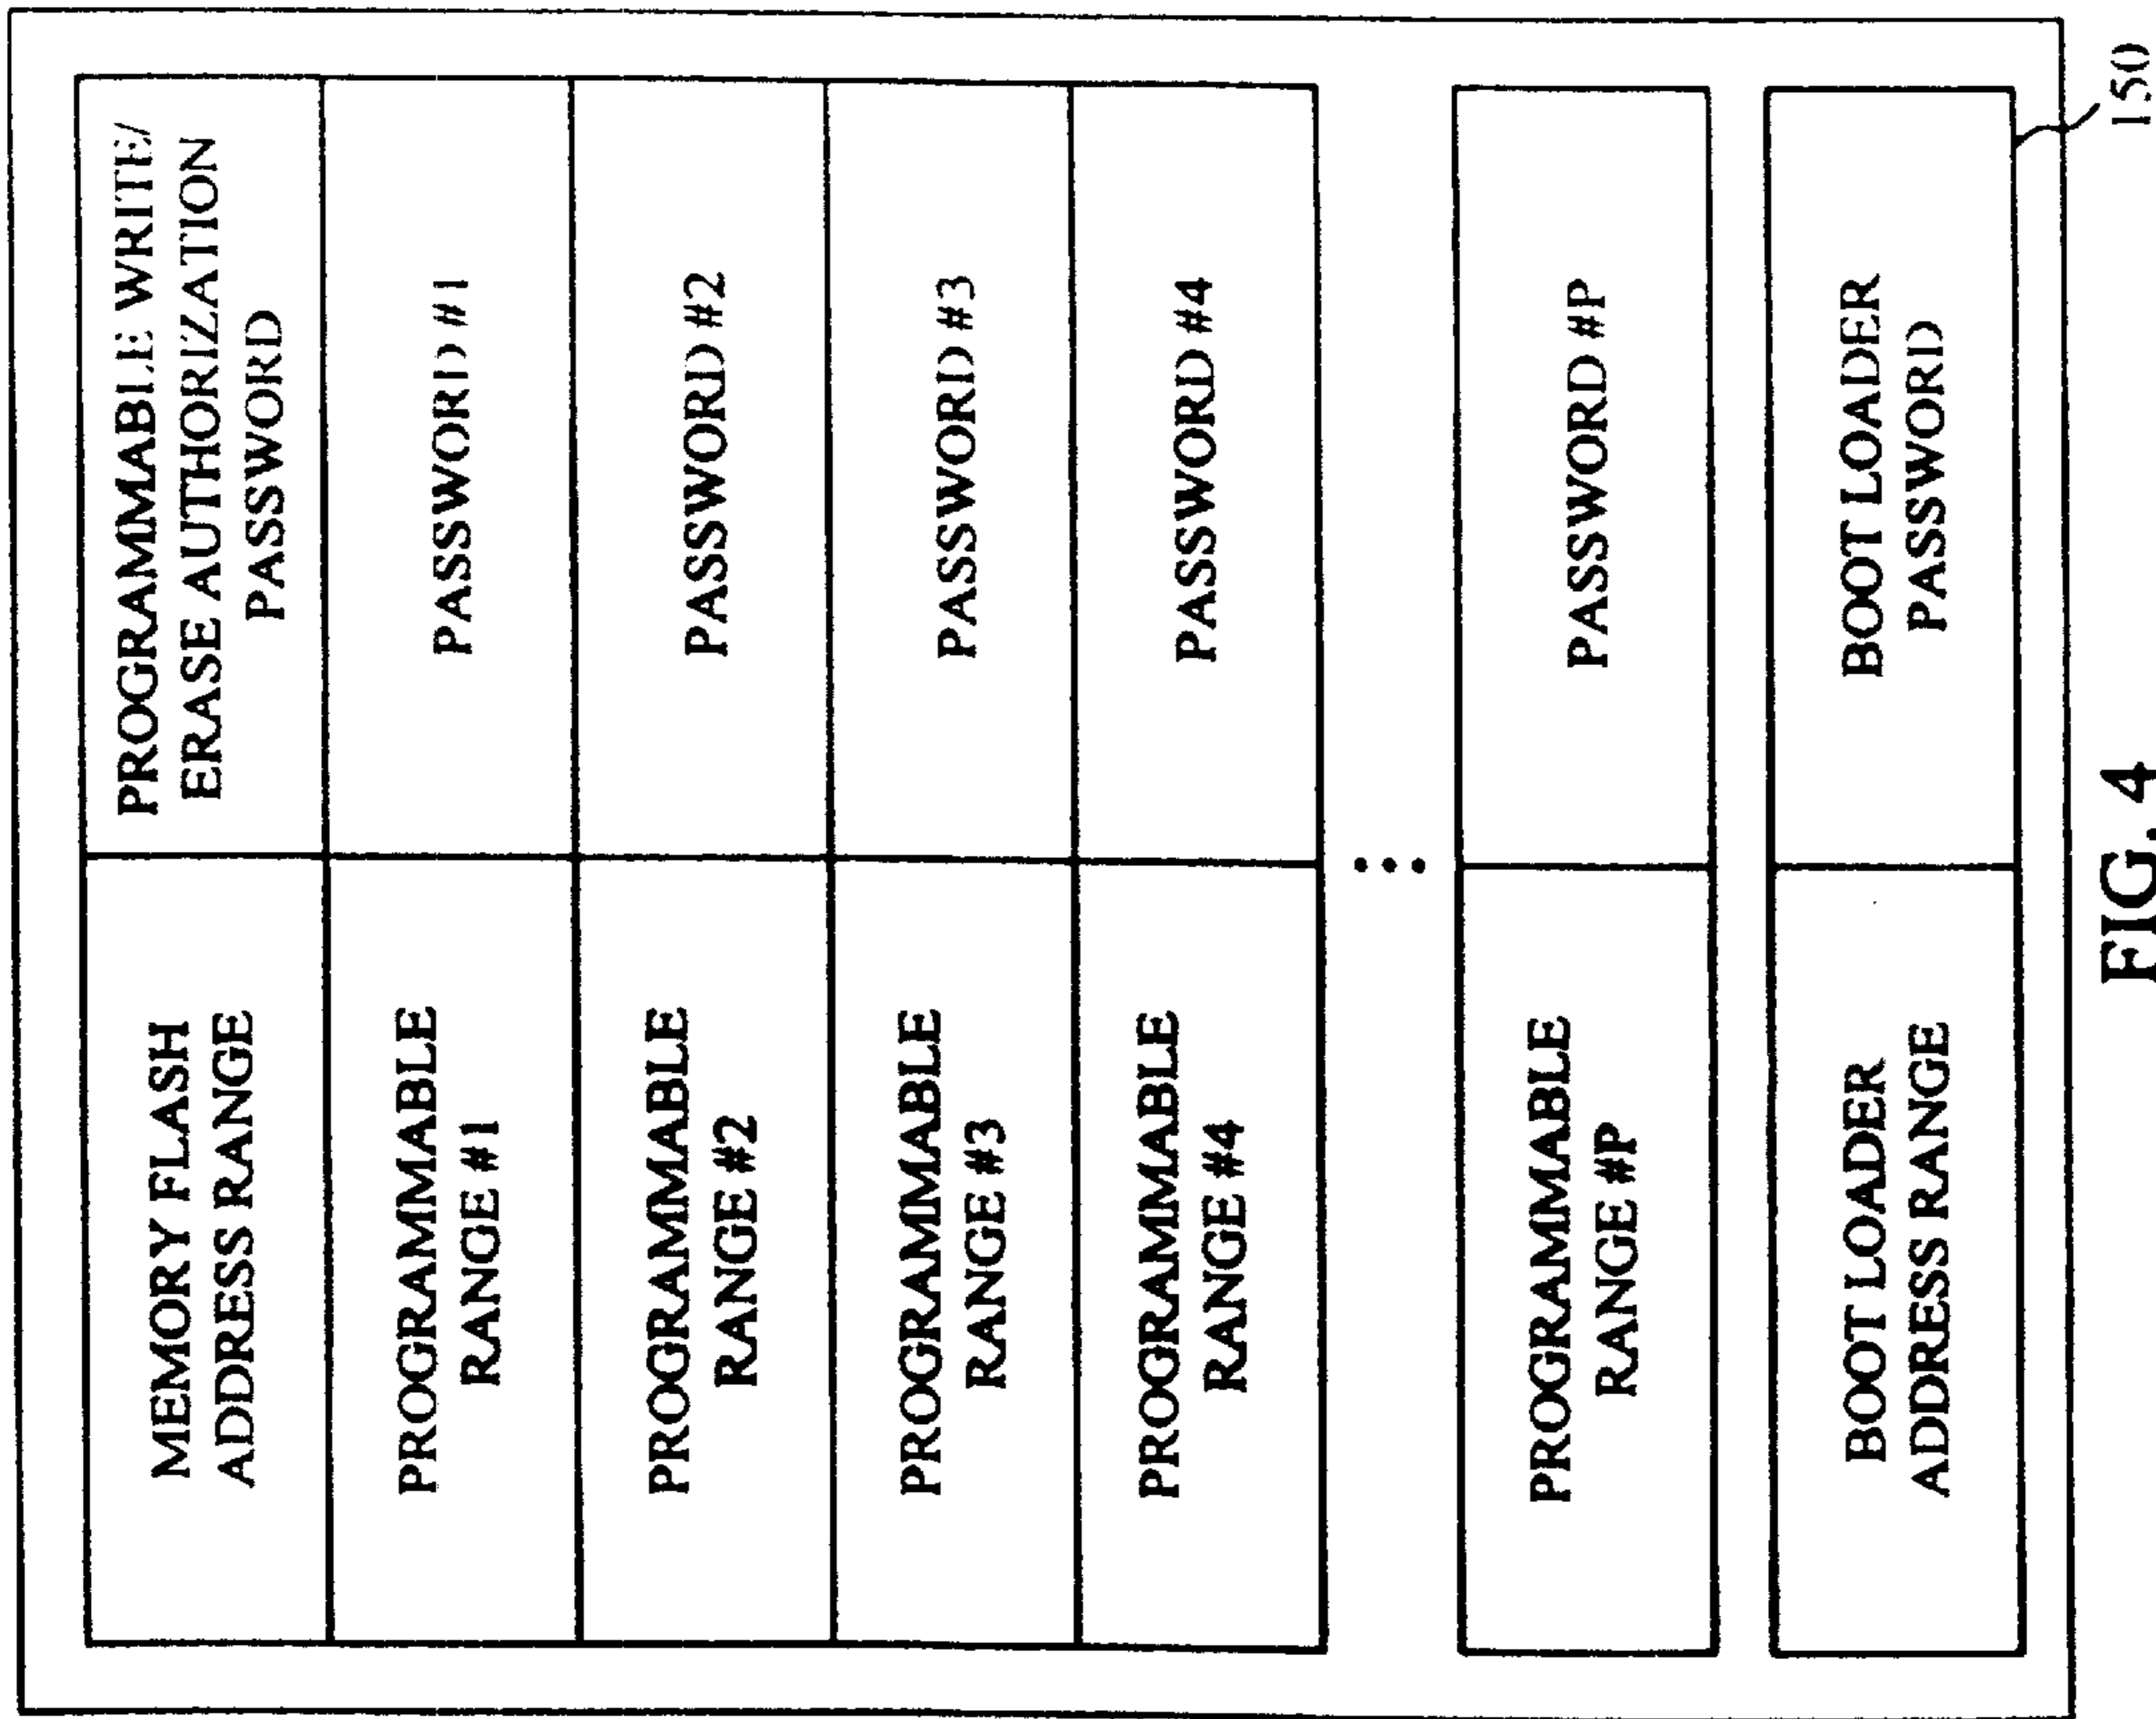 MEMORY FLASH
ADDRESS RANGE
PROGRAMMABLE WRITE/
ERASE AUTHORIZATION
PASSWORD
PROGRAMMABLE
RANGE #1
PASSWORD #1
PROGRAMMABLE
RANGE #2
PASSWORD #2
PROGRAMMABLE
RANGE #3
PASSWORD #3
PROGRAMMABLE
RANGE #4
PASSWORD #4
PROGRAMMABLE
RANGE #P
PASSWORD #P
BOOT LOADER
ADDRESS RANGE
BOOT LOADER
PASSWORD
150
FIG. 4